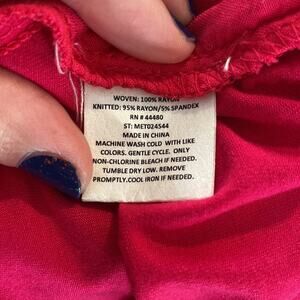 WOVEN: 100% RAYON
KNITTED: 95% RAYON/5% SPANDEX
RN # 44480
ST: MET024544
MADE IN CHINA
MACHINE WASH COLD WITH LIKE
COLORS. GENTLE CYCLE. ONLY
NON-CHLORINE BLEACH IF NEEDED.
TUMBLE DRY LOW. REMOVE
PROMPTLY.COOL IRON IF NEEDED.